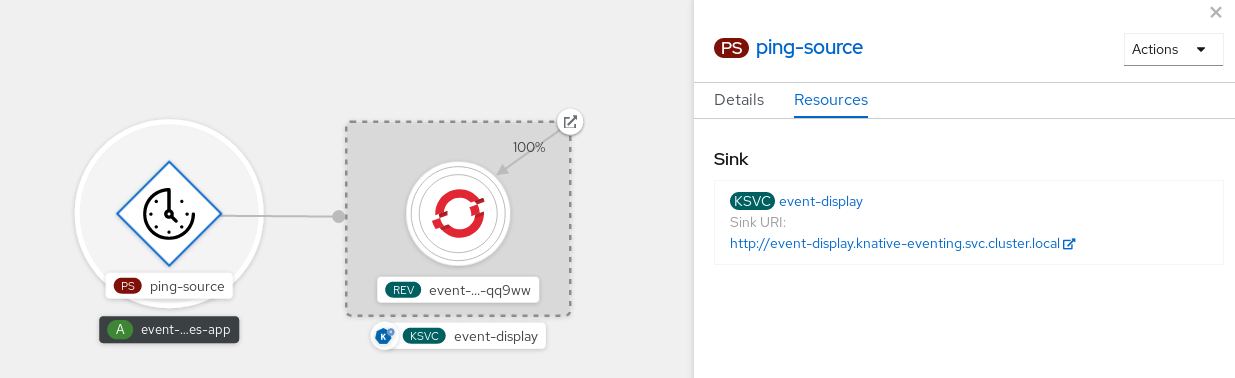 100%
REV event-...-qq9ww
KSVC event-display
PS ping-source
A event-...es-app
PS ping-source
Actions
Details Resources
Sink
KSVC event-display
Sink URI:
http://event-display.knative-eventing.svc.cluster.local